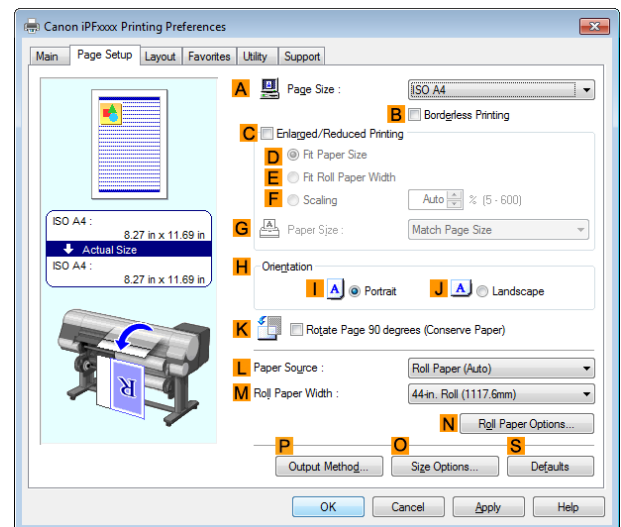 Canon iPFxxxx Printing Preferences
Main Page Setup Layout Favorites Utility Support
A Page Size : ISO A4
B Borderless Printing
C Enlarged/Reduced Printing
D Fit Paper Size
E Fit Roll Paper Width
F Scaling Auto % (5 - 600)
G A Paper Size : Match Page Size
ISO A4 :
8.27 in x 11.69 in
Actual Size
ISO A4 :
8.27 in x 11.69 in
H Orientation
I A Portrait J A Landscape
K Rotate Page 90 degrees (Conserve Paper)
R
L Paper Source : Roll Paper (Auto)
M Roll Paper Width : 44-in. Roll (1117.6mm)
N Roll Paper Options...
P O S
Output Method... Size Options... Defaults
OK Cancel Apply Help